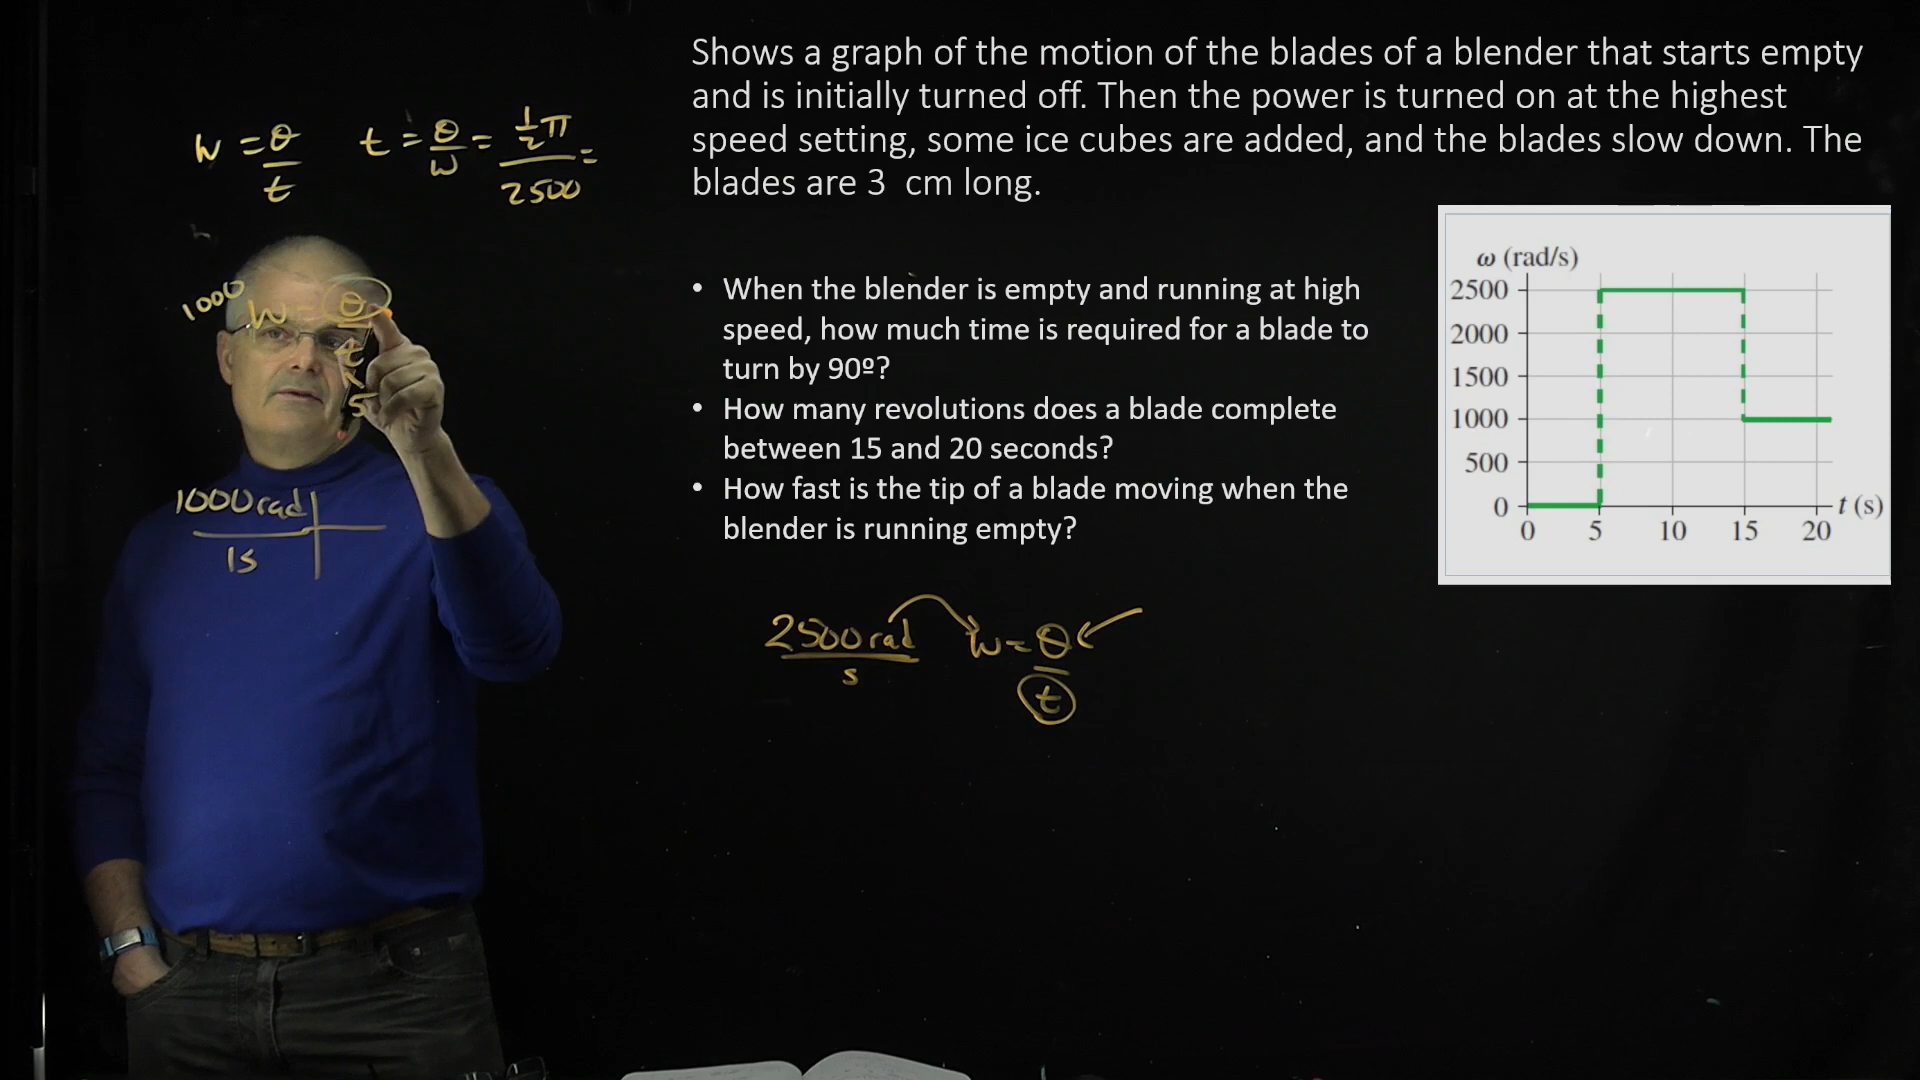 Shows a graph of the motion of the blades of a blender that starts empty
and is initially turned off. Then the power is turned on at the highest
speed setting, some ice cubes are added, and the blades slow down. The
blades are 3 cm long.
• When the blender is empty and running at high
speed, how much time is required for a blade to
turn by 90º?
• How many revolutions does a blade complete
between 15 and 20 seconds?
• How fast is the tip of a blade moving when the
blender is running empty?
ω (rad/s)
2500
2000
1500
1000
500
0
0 5 10 15 20
t (s)
w = θ/t
t = θ/w = ½π/2500 =
1000
w = θ/t
5
1000 rad
1s
2500 rad
s
w = θ/t